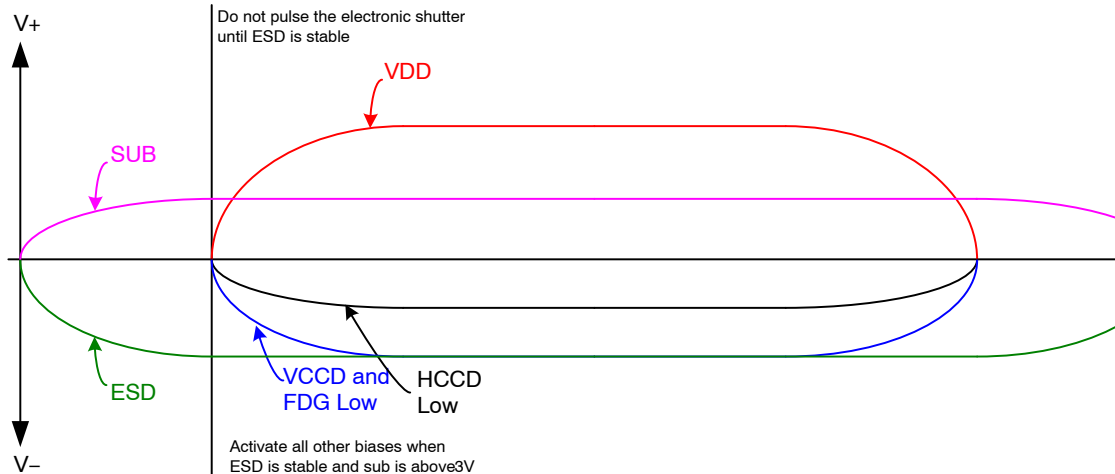 V+
Do not pulse the electronic shutter
until ESD is stable
VDD
SUB
ESD
VCCD and
FDG Low
HCCD
Low
V−
Activate all other biases when
ESD is stable and sub is above3V